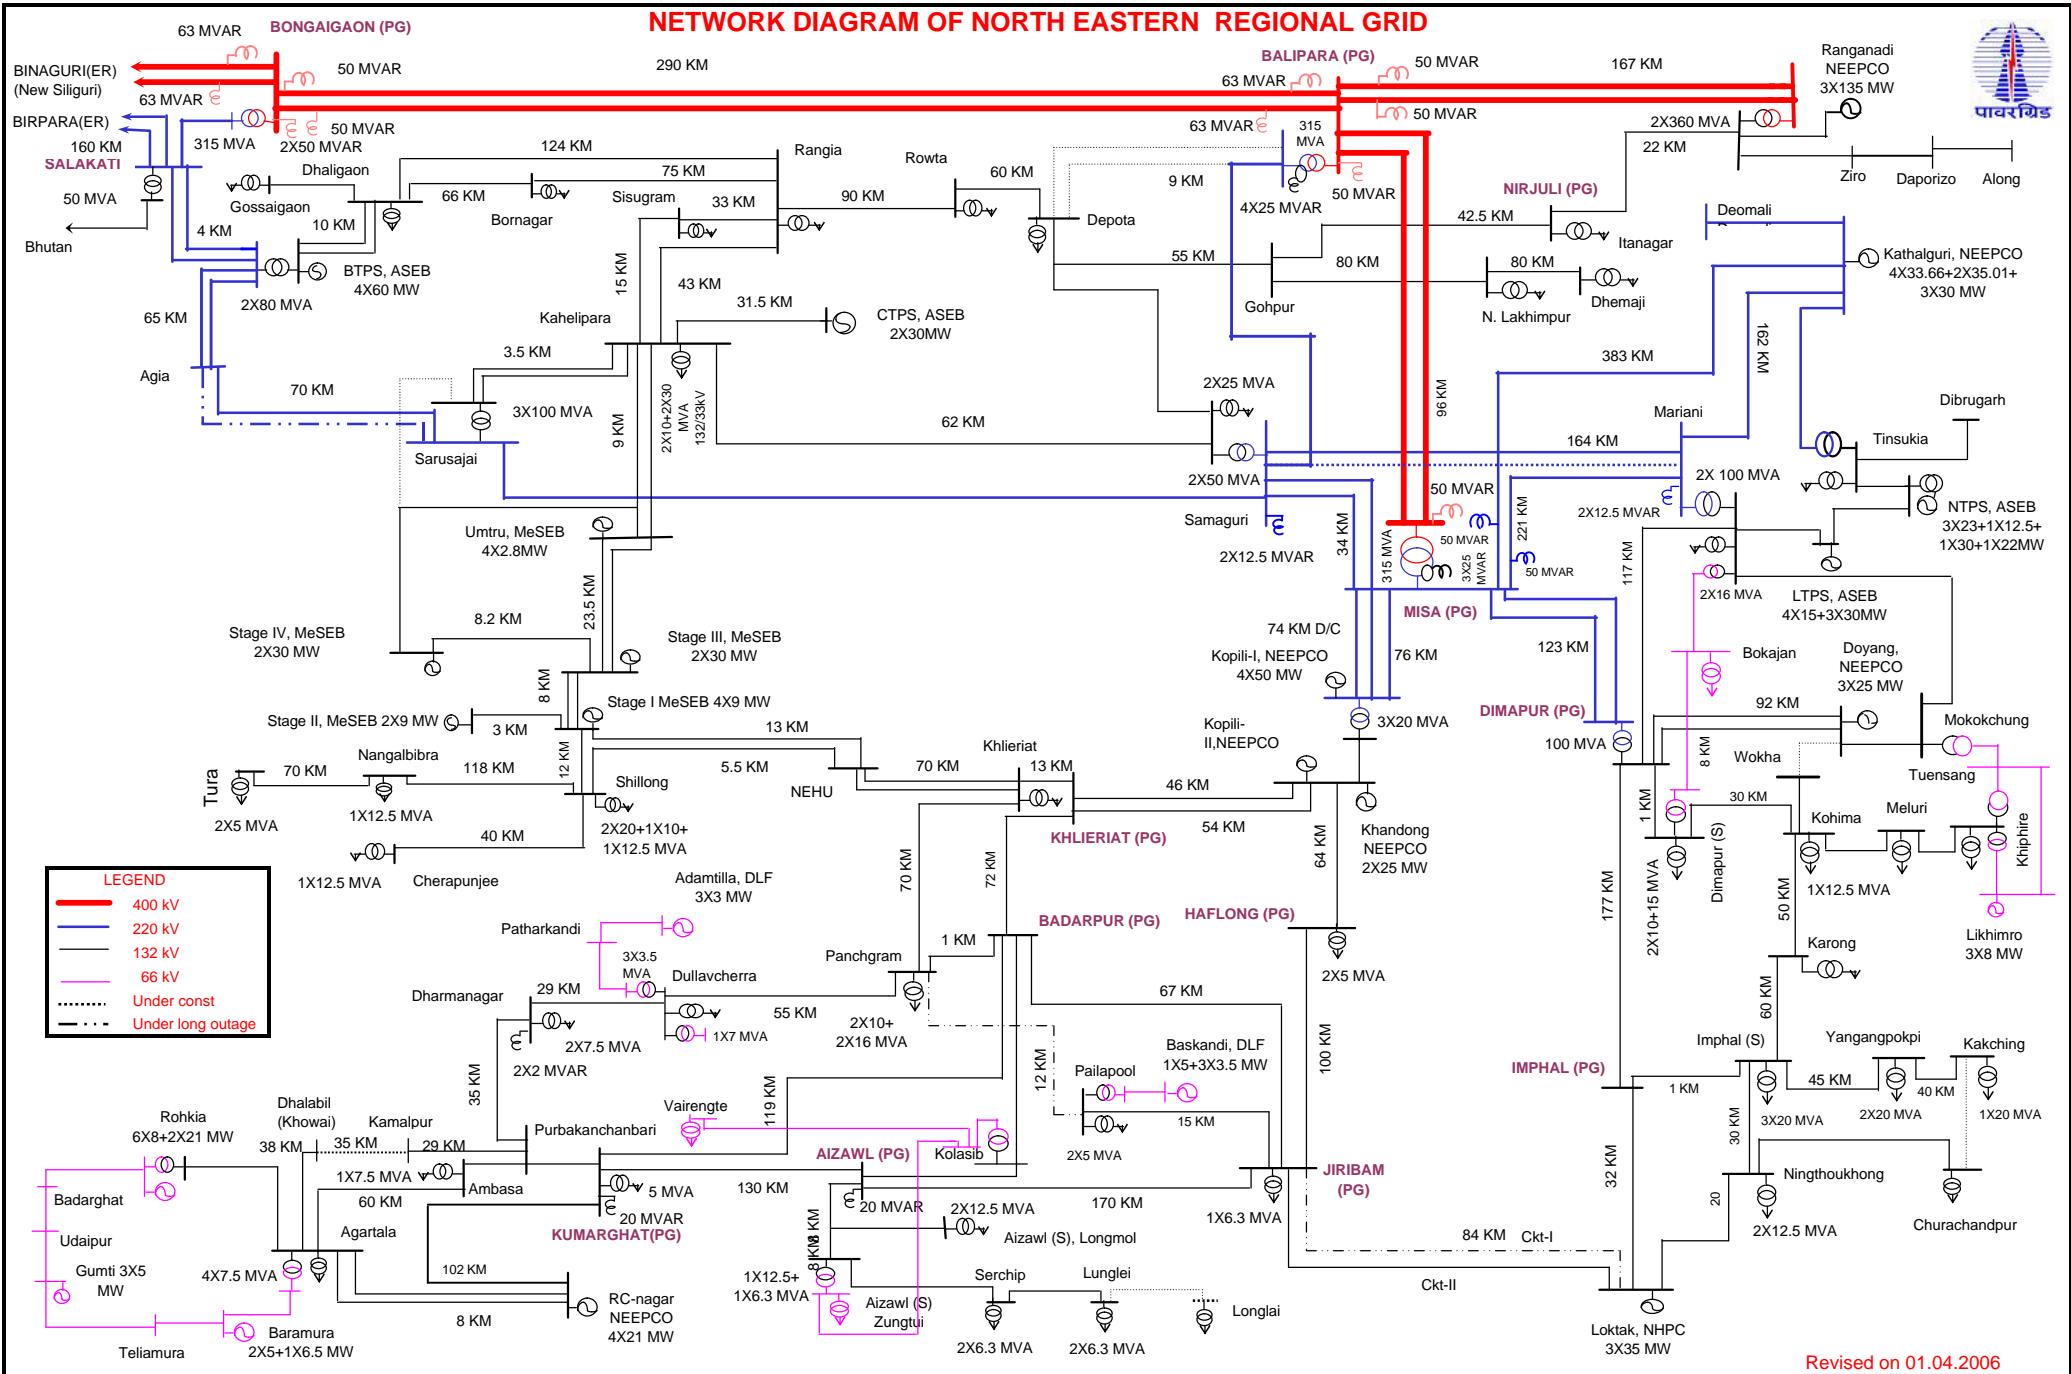 NETWORK DIAGRAM OF NORTH EASTERN  REGIONAL GRID
63 MVAR
BONGAIGAON (PG)
BINAGURI(ER)
(New Siliguri)
50 MVAR
290 KM
63 MVAR
BALIPARA (PG)
50 MVAR
167 KM
Ranganadi
NEEPCO
3X135 MW
पावरग्रिड
63 MVAR
BIRPARA(ER)
160 KM
SALAKATI
315 MVA
50 MVAR
2X50 MVAR
63 MVAR
315
MVA
50 MVAR
2X360 MVA
22 KM
Ziro
Daporizo
Along
50 MVA
Bhutan
Dhaligaon
Gossaigaon
124 KM
75 KM
66 KM
Bornagar
Rangia
Sisugram
33 KM
90 KM
Rowta
60 KM
Depota
9 KM
4X25 MVAR
50 MVAR
NIRJULI (PG)
42.5 KM
Itanagar
Deomali
Kathalguri, NEEPCO
4X33.66+2X35.01+
3X30 MW
4 KM
10 KM
BTPS, ASEB
4X60 MW
2X80 MVA
65 KM
Agia
70 KM
15 KM
43 KM
31.5 KM
CTPS, ASEB
2X30MW
Kahelipara
3.5 KM
3X100 MVA
Sarusajai
9 KM
2X10+2X30
MVA
132/33kV
62 KM
55 KM
Gohpur
80 KM
80 KM
N. Lakhimpur
Dhemaji
383 KM
162 KM
96 KM
2X25 MVA
2X50 MVA
Samaguri
2X12.5 MVAR
Mariani
164 KM
2X 100 MVA
2X12.5 MVAR
Dibrugarh
Tinsukia
NTPS, ASEB
3X23+1X12.5+
1X30+1X22MW
50 MVAR
34 KM
315 MVA
50 MVAR
3X25
MVAR
221 KM
50 MVAR
117 KM
2X16 MVA
LTPS, ASEB
4X15+3X30MW
MISA (PG)
Umtru, MeSEB
4X2.8MW
23.5 KM
8.2 KM
Stage IV, MeSEB
2X30 MW
Stage III, MeSEB
2X30 MW
8 KM
Stage I MeSEB 4X9 MW
Stage II, MeSEB 2X9 MW
3 KM
12 KM
13 KM
5.5 KM
NEHU
74 KM D/C
Kopili-I, NEEPCO
4X50 MW
76 KM
123 KM
3X20 MVA
DIMAPUR (PG)
100 MVA
Bokajan
Doyang,
NEEPCO
3X25 MW
92 KM
Mokokchung
Wokha
Tuensang
8 KM
Tura
70 KM
Nangalbibra
118 KM
2X5 MVA
1X12.5 MVA
Shillong
2X20+1X10+
1X12.5 MVA
40 KM
1X12.5 MVA
Cherapunjee
Khlieriat
70 KM
13 KM
KHLIERIAT (PG)
Kopili-
II,NEEPCO
46 KM
54 KM
64 KM
Khandong
NEEPCO
2X25 MW
1 KM
30 KM
Kohima
Meluri
Khiphire
2X10+15 MVA
Dimapur (S)
1X12.5 MVA
50 KM
Likhimro
3X8 MW
LEGEND
400 kV
220 kV
132 kV
66 kV
Under const
Under long outage
Adamtilla, DLF
3X3 MW
Patharkandi
3X3.5
MVA
Dullavcherra
70 KM
72 KM
BADARPUR (PG)
HAFLONG (PG)
2X5 MVA
1 KM
Panchgram
177 KM
Karong
60 KM
Dharmanagar
29 KM
55 KM
1X7 MVA
2X7.5 MVA
2X2 MVAR
2X10+
2X16 MVA
67 KM
100 KM
12 KM
Baskandi, DLF
1X5+3X3.5 MW
Pailapool
15 KM
2X5 MVA
IMPHAL (PG)
Imphal (S)
Yangangpokpi
Kakching
1 KM
45 KM
40 KM
3X20 MVA
2X20 MVA
1X20 MVA
30 KM
35 KM
119 KM
Vairengte
Kolasib
Rohkia
6X8+2X21 MW
Dhalabil
(Khowai)
Kamalpur
38 KM
35 KM
29 KM
Purbakanchanbari
1X7.5 MVA
60 KM
Ambasa
AIZAWL (PG)
130 KM
5 MVA
20 MVAR
KUMARGHAT(PG)
20 MVAR
170 KM
JIRIBAM
(PG)
1X6.3 MVA
32 KM
20
Ningthoukhong
2X12.5 MVA
Churachandpur
Badarghat
Udaipur
Gumti 3X5
MW
Agartala
4X7.5 MVA
102 KM
8 KM
RC-nagar
NEEPCO
4X21 MW
Baramura
2X5+1X6.5 MW
Teliamura
8 KM
8 KM
2X12.5 MVA
Aizawl (S), Longmol
1X12.5+
1X6.3 MVA
Aizawl (S)
Zungtui
Serchip
2X6.3 MVA
Lunglei
2X6.3 MVA
Longlai
84 KM
Ckt-I
Ckt-II
Loktak, NHPC
3X35 MW
Revised on 01.04.2006